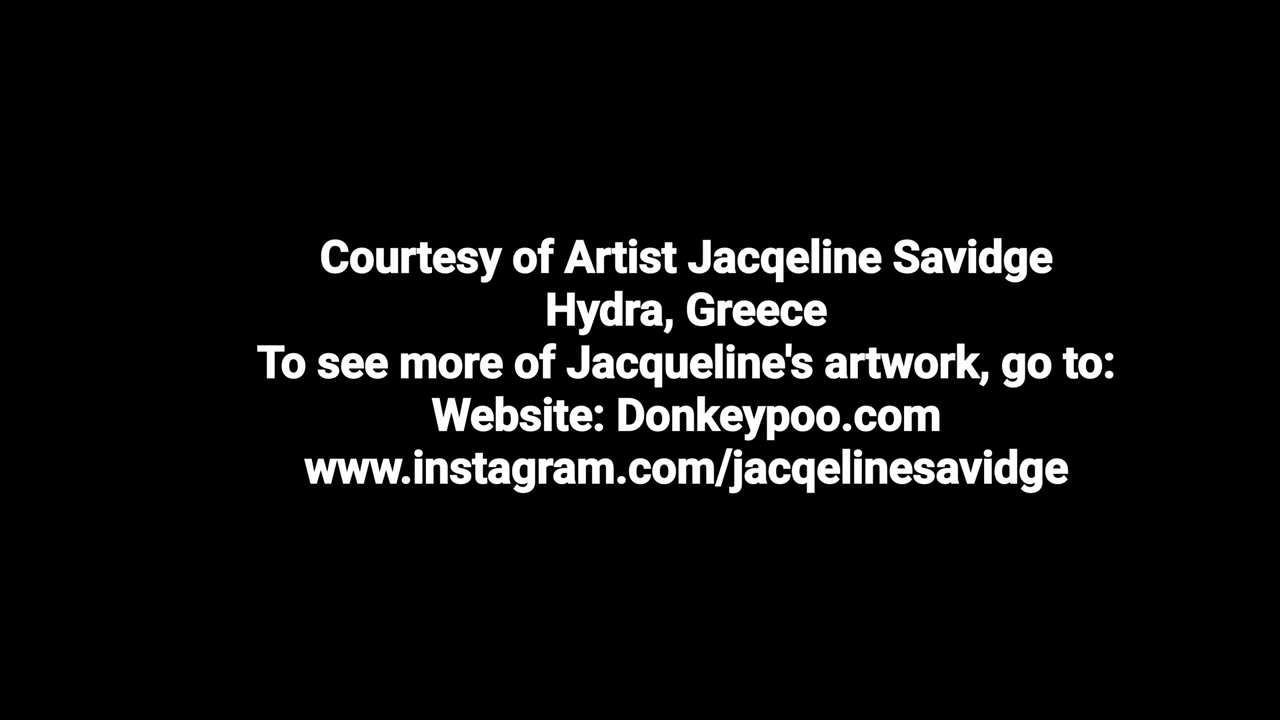 Courtesy of Artist Jacqeline Savidge
Hydra, Greece
To see more of Jacqueline's artwork, go to:
Website: Donkeypoo.com
www.instagram.com/jacqelinesavidge